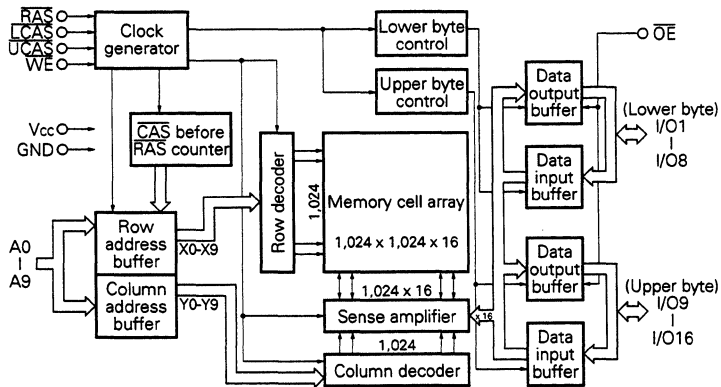 RAS
LCAS
UCAS
WE
Clock
generator
Lower byte
control
Upper byte
control
Data
output
buffer
OE
(Lower byte)
I/O1
I/O8
Data
input
buffer
Vcc
GND
CAS before
RAS counter
Row decoder
1,024
Memory cell array
1,024 x 1,024 x 16
A0
A9
Row
address
buffer
X0-X9
Column
address
buffer
Y0-Y9
1,024 x 16
Sense amplifier
x 16
1,024
Column decoder
Data
output
buffer
(Upper byte)
I/O9
I/O16
Data
input
buffer